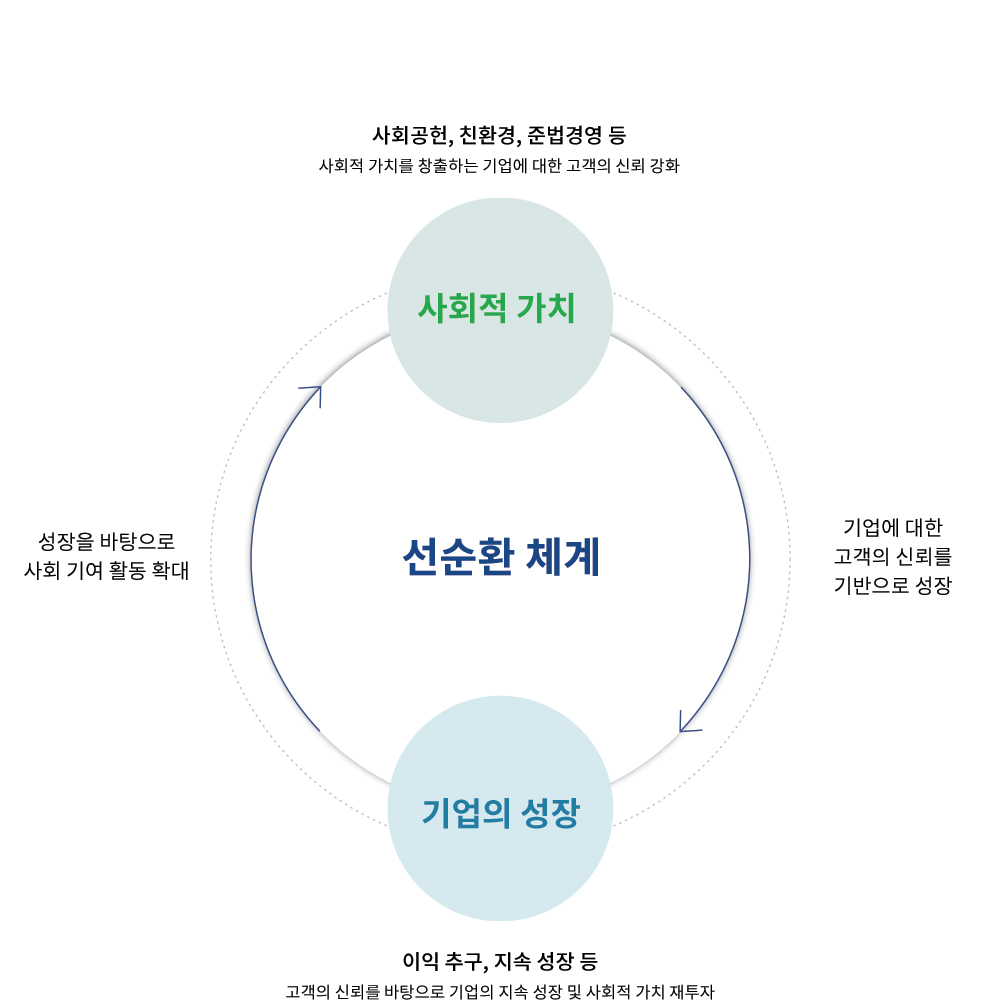 사회공헌, 친환경, 준법경영 등
사회적 가치를 창출하는 기업에 대한 고객의 신뢰 강화
사회적 가치
성장을 바탕으로
사회 기여 활동 확대
선순환 체계
기업에 대한
고객의 신뢰를
기반으로 성장
기업의 성장
이익 추구, 지속 성장 등
고객의 신뢰를 바탕으로 기업의 지속 성장 및 사회적 가치 재투자